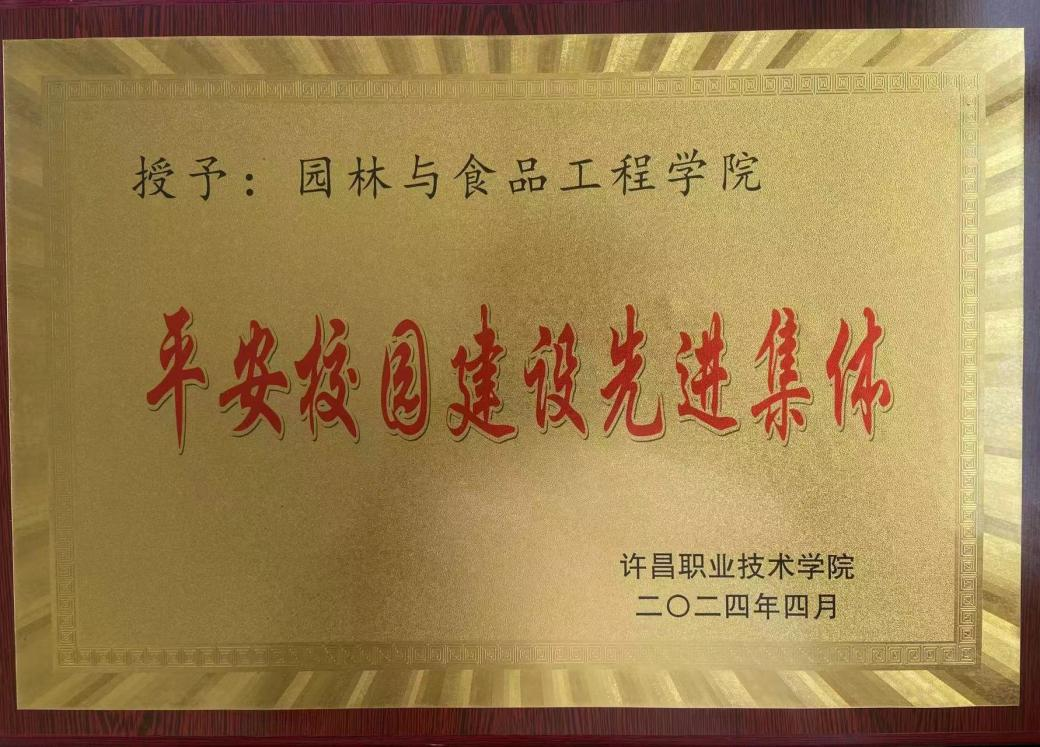 授予：园林与食品工程学院
平安校园建设先进集体
许昌职业技术学院
二〇二四年四月